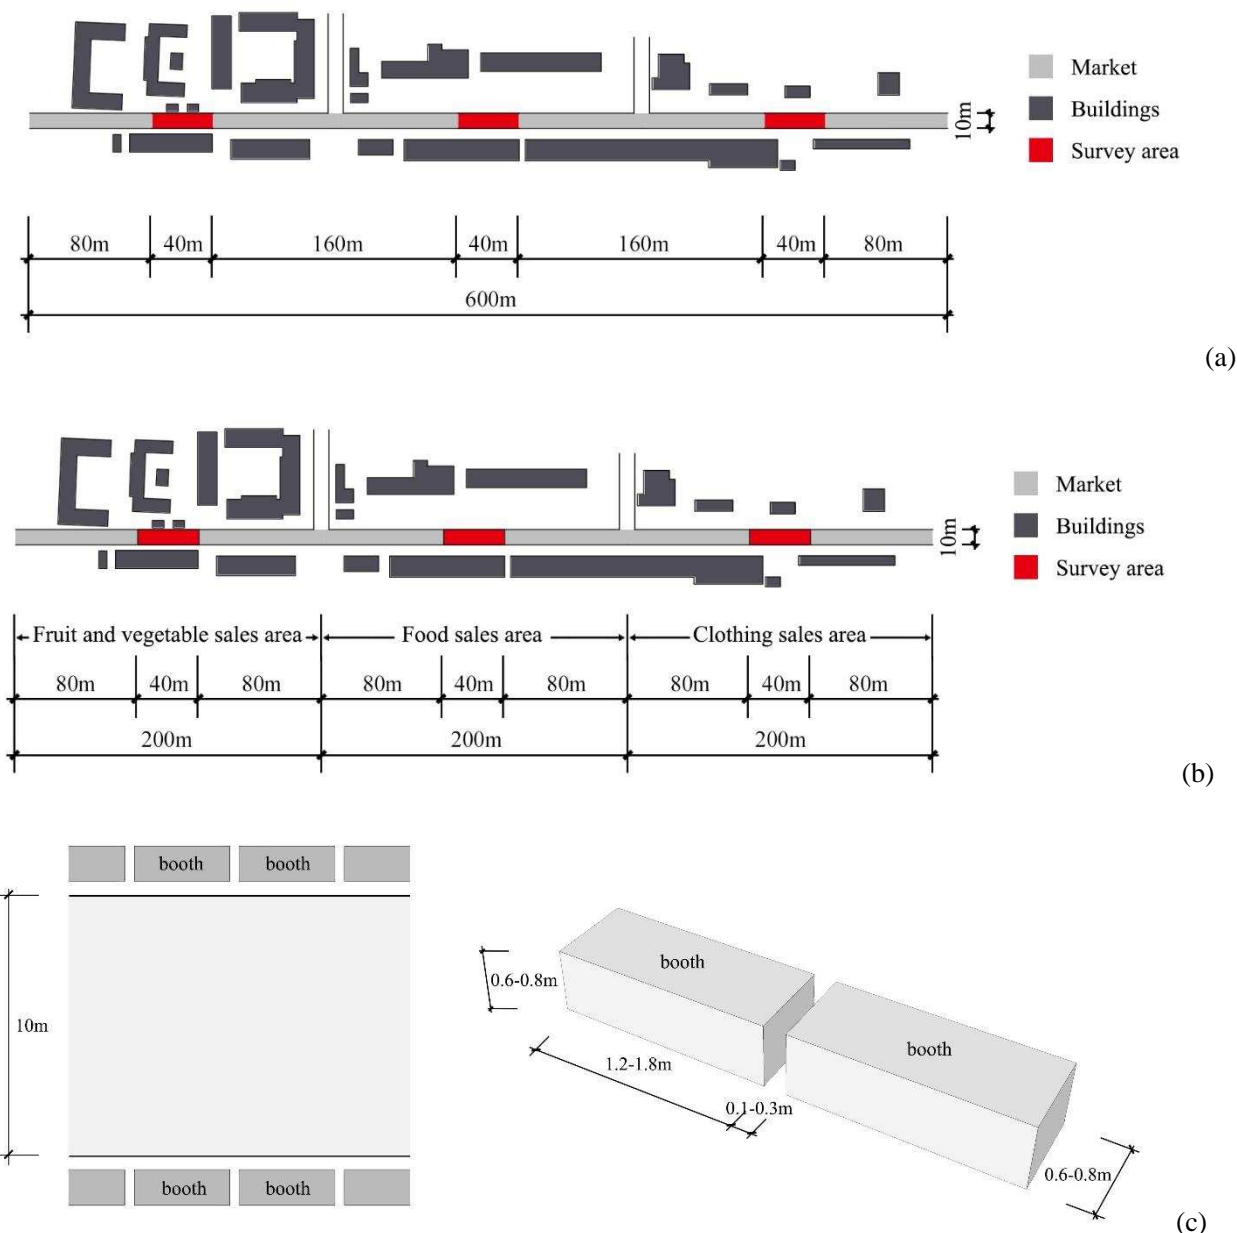 Market
Buildings
Survey area
10m
80m 40m 160m 40m 160m 40m 80m
600m
(a)
Market
Buildings
Survey area
10m
Fruit and vegetable sales area Food sales area Clothing sales area
80m 40m 80m 80m 40m 80m 80m 40m 80m
200m 200m 200m
(b)
booth booth
10m
booth booth
booth
0.6-0.8m
1.2-1.8m
0.1-0.3m
booth
0.6-0.8m
(c)